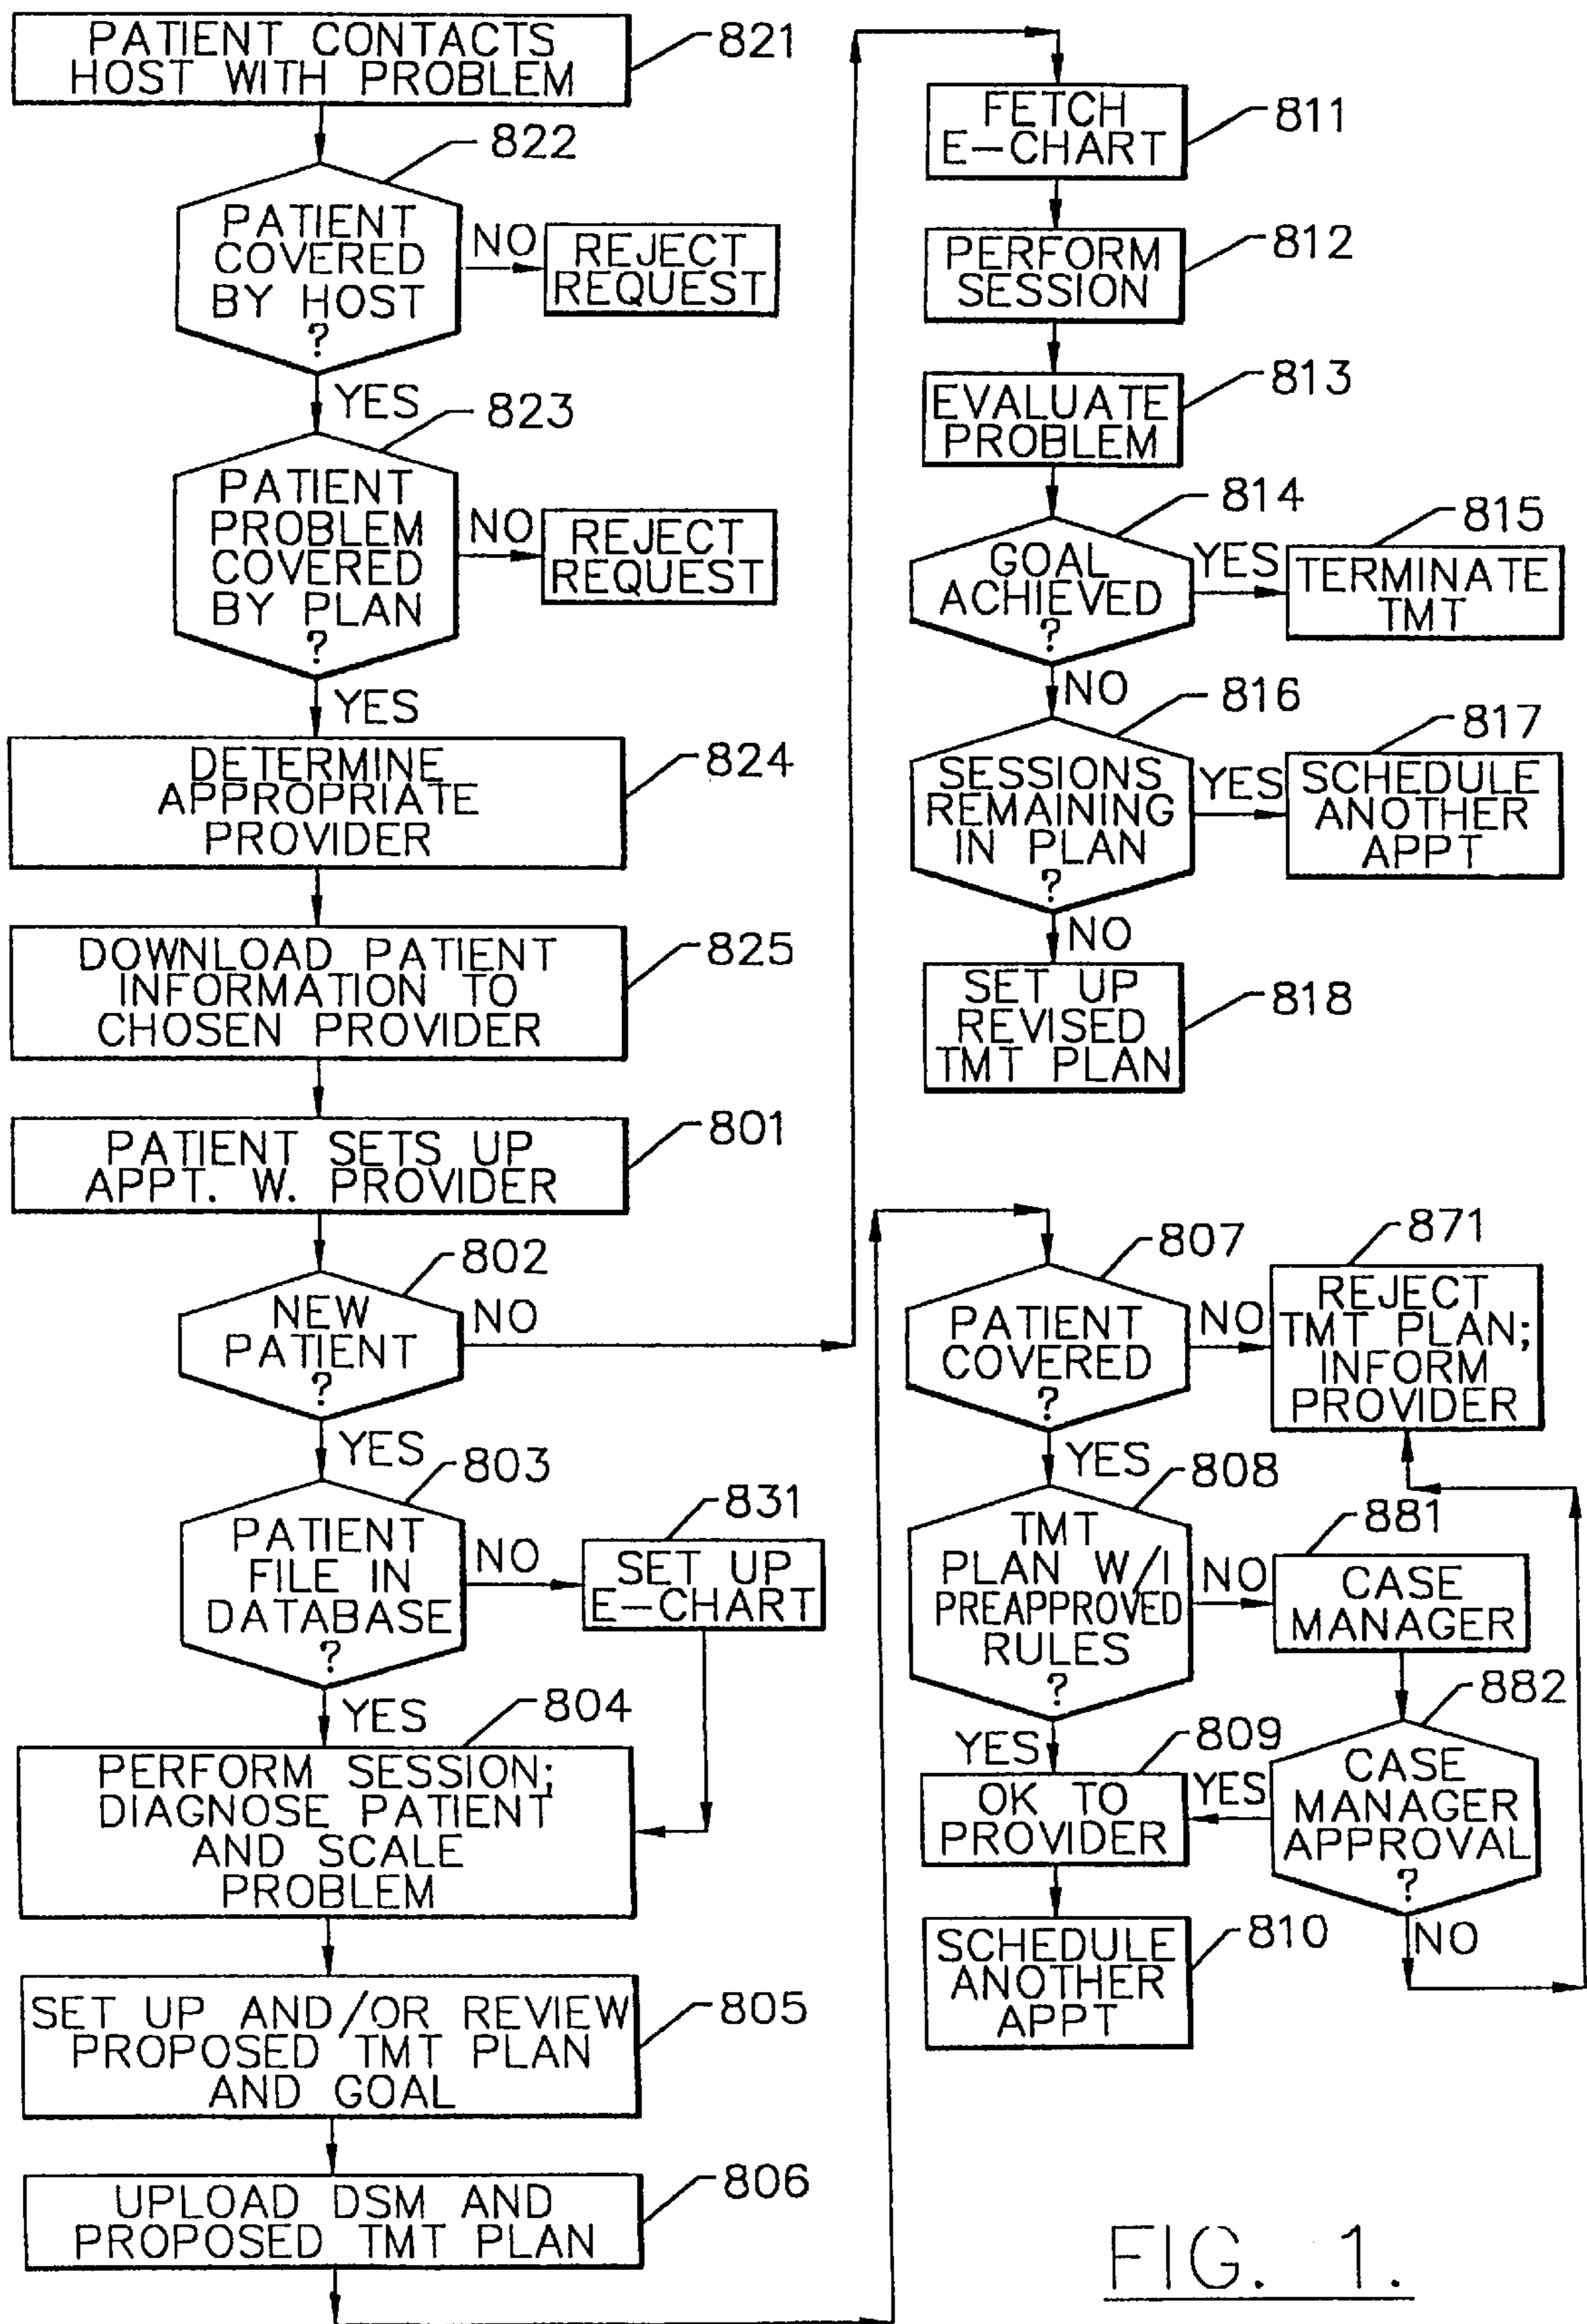 PATIENT CONTACTS
HOST WITH PROBLEM
821
822
PATIENT
COVERED
BY HOST
?
NO
REJECT
REQUEST
YES
823
PATIENT
PROBLEM
COVERED
BY PLAN
?
NO
REJECT
REQUEST
YES
DETERMINE
APPROPRIATE
PROVIDER
824
DOWNLOAD PATIENT
INFORMATION TO
CHOSEN PROVIDER
825
PATIENT SETS UP
APPT. W. PROVIDER
801
802
NEW
PATIENT
?
NO
YES
803
PATIENT
FILE IN
DATABASE
?
NO
831
SET UP
E-CHART
YES
804
PERFORM SESSION;
DIAGNOSE PATIENT
AND SCALE
PROBLEM
SET UP AND/OR REVIEW
PROPOSED TMT PLAN
AND GOAL
805
UPLOAD DSM AND
PROPOSED TMT PLAN
806
FETCH
E-CHART
811
PERFORM
SESSION
812
EVALUATE
PROBLEM
813
814
GOAL
ACHIEVED
?
YES
815
TERMINATE
TMT
NO
816
SESSIONS
REMAINING
IN PLAN
?
YES
817
SCHEDULE
ANOTHER
APPT
NO
SET UP
REVISED
TMT PLAN
818
807
PATIENT
COVERED
?
NO
871
REJECT
TMT PLAN;
INFORM
PROVIDER
YES
808
TMT
PLAN W/I
PREAPPROVED
RULES
?
NO
881
CASE
MANAGER
882
CASE
MANAGER
APPROVAL
?
YES
NO
YES
809
OK TO
PROVIDER
SCHEDULE
ANOTHER
APPT
810
FIG. 1.